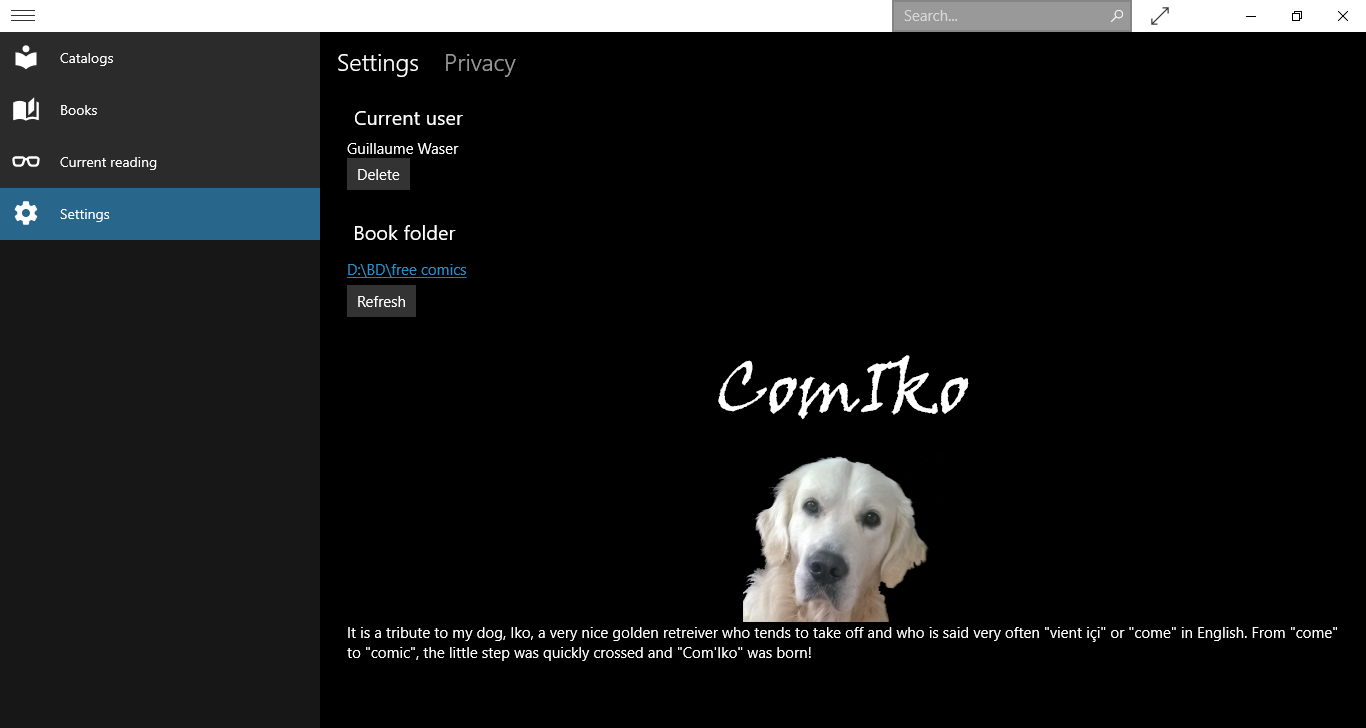 Search...
Catalogs
Books
Current reading
Settings
Settings Privacy
Current user
Guillaume Waser
Delete
Book folder
D:\BD\free comics
Refresh
ComIko
It is a tribute to my dog, Iko, a very nice golden retreiver who tends to take off and who is said very often "vient içi" or "come" in English. From "come"
to "comic", the little step was quickly crossed and "Com'Iko" was born!